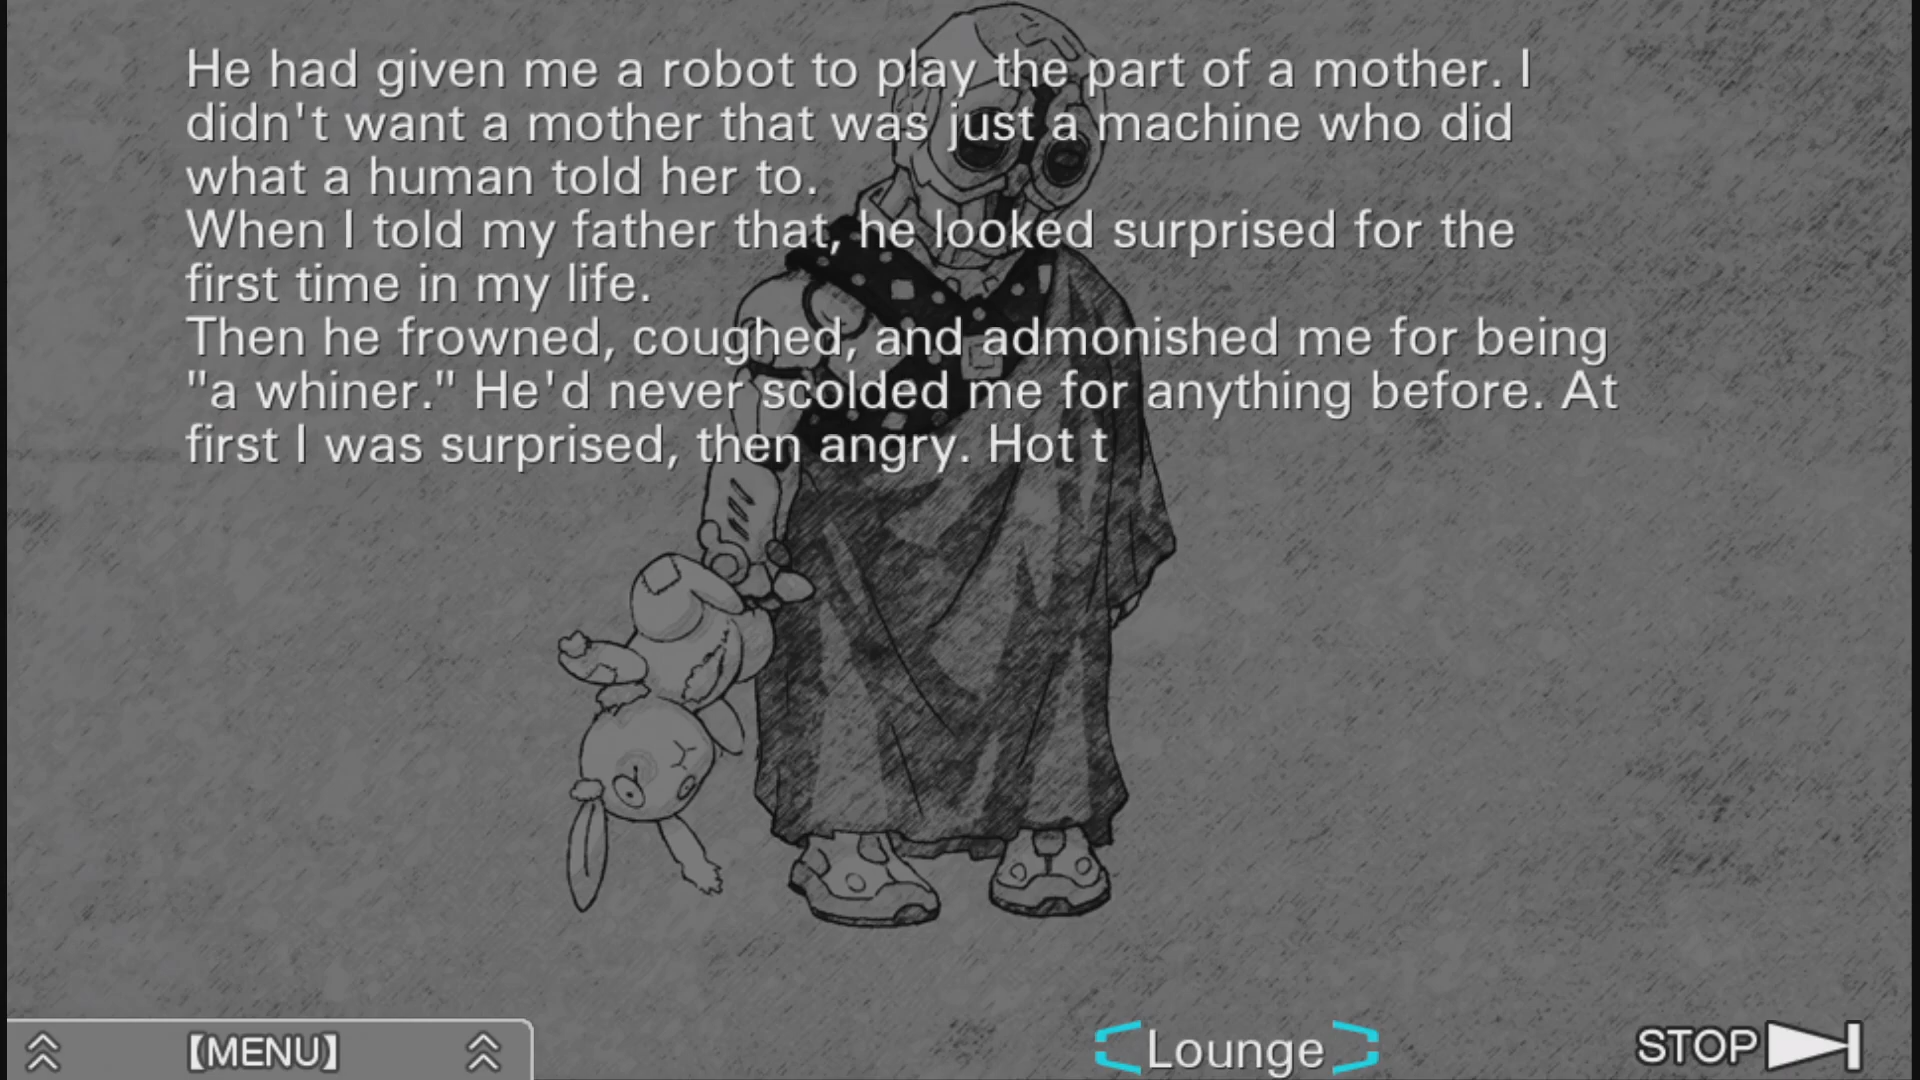 He had given me a robot to play the part of a mother. I
didn't want a mother that was just a machine who did
what a human told her to.
When I told my father that, he looked surprised for the
first time in my life.
Then he frowned, coughed, and admonished me for being
"a whiner." He'd never scolded me for anything before. At
first I was surprised, then angry. Hot t
【MENU】
Lounge
STOP